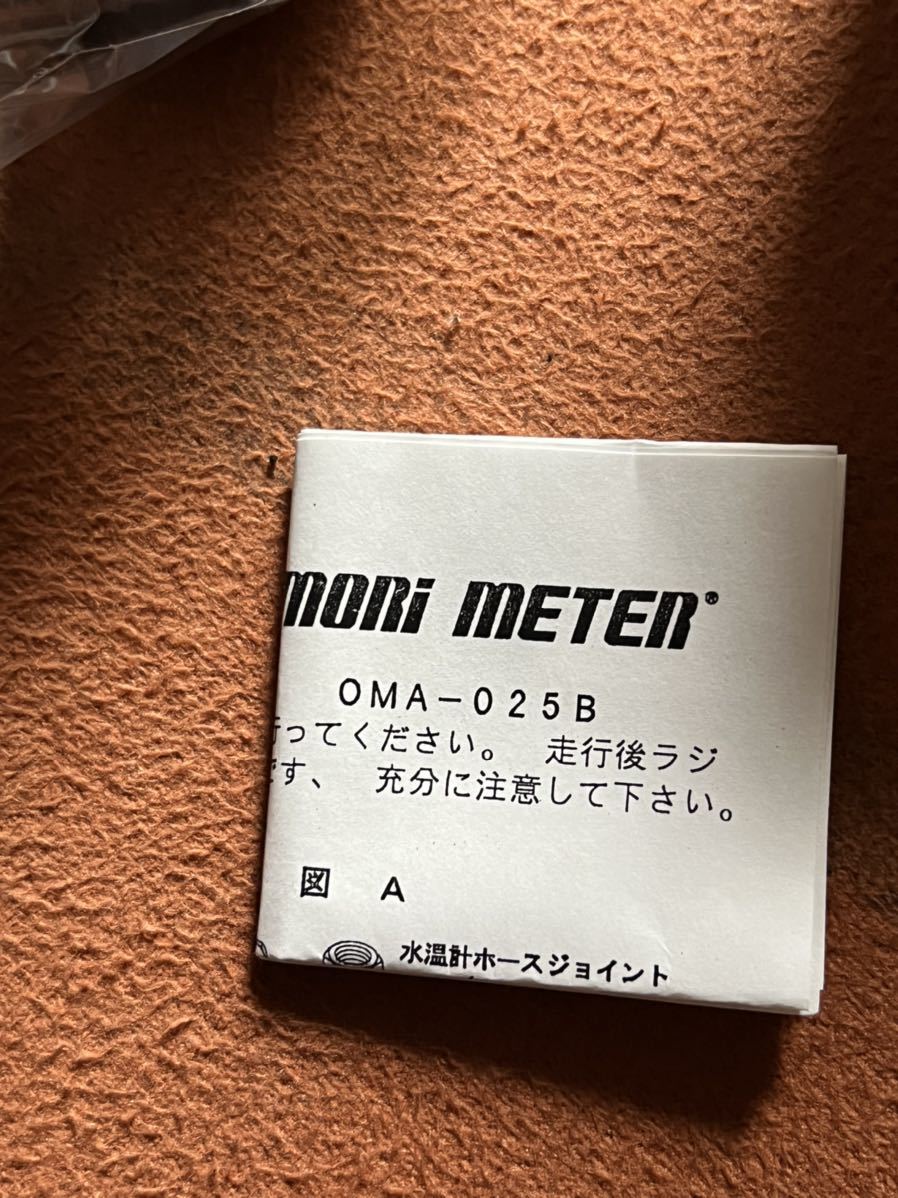 MORi METER®
OMA-025B
ってください。 走行後ラジ
です、 充分に注意して下さい。
図 A
水温計ホースジョイント